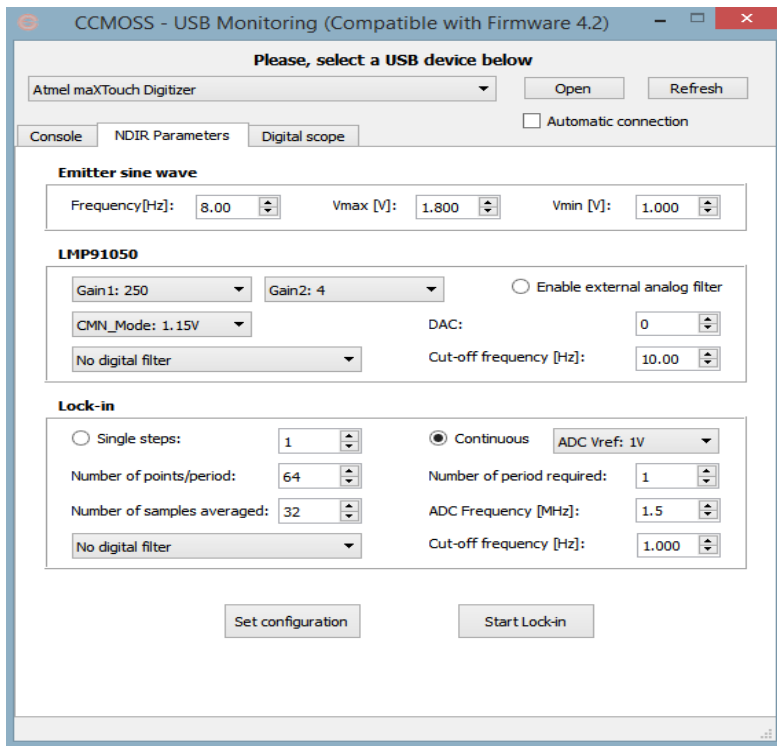 CCMOSS - USB Monitoring (Compatible with Firmware 4.2)
Please, select a USB device below
Atmel maXTouch Digitizer Open Refresh
Automatic connection
Console NDIR Parameters Digital scope
Emitter sine wave
Frequency[Hz]: 8.00 Vmax [V]: 1.800 Vmin [V]: 1.000
LMP91050
Gain1: 250 Gain2: 4 Enable external analog filter
CMN_Mode: 1.15V DAC: 0
No digital filter Cut-off frequency [Hz]: 10.00
Lock-in
Single steps: 1 Continuous ADC Vref: 1V
Number of points/period: 64 Number of period required: 1
Number of samples averaged: 32 ADC Frequency [MHz]: 1.5
No digital filter Cut-off frequency [Hz]: 1.000
Set configuration Start Lock-in